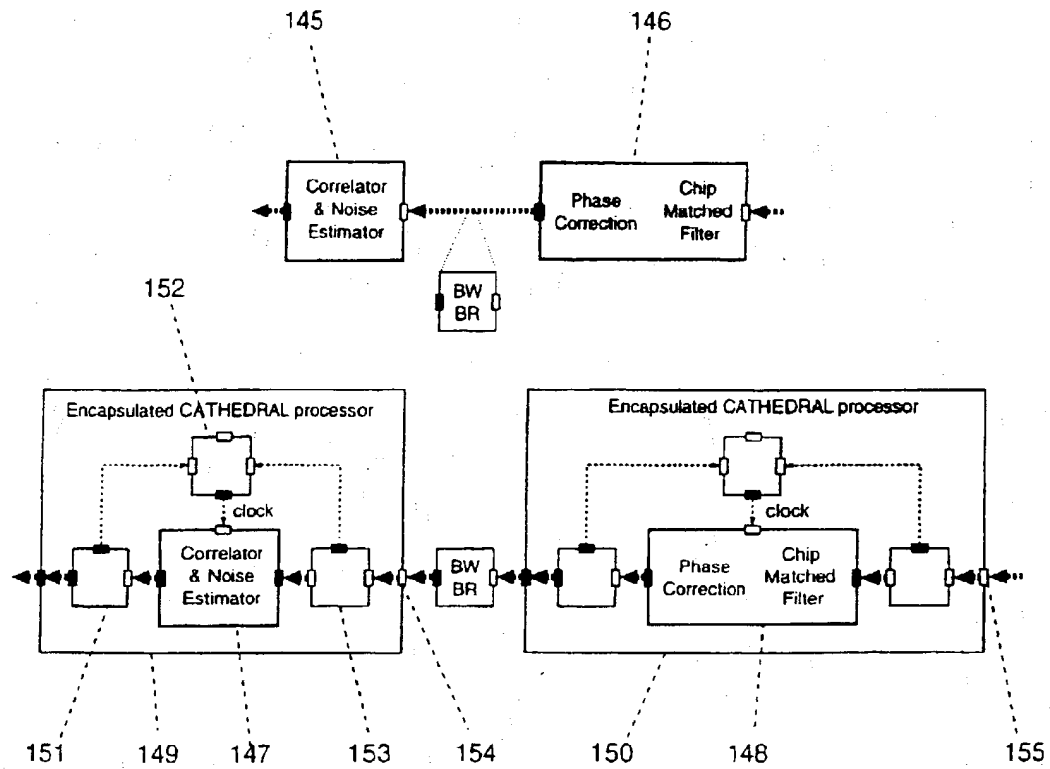 145
146
Correlator
& Noise
Estimator
Phase
Correction
Chip
Matched
Filter
BW
BR
152
Encapsulated CATHEDRAL processor
Encapsulated CATHEDRAL processor
clock
clock
Correlator
& Noise
Estimator
BW
BR
Phase
Correction
Chip
Matched
Filter
151
149
147
153
154
150
148
155